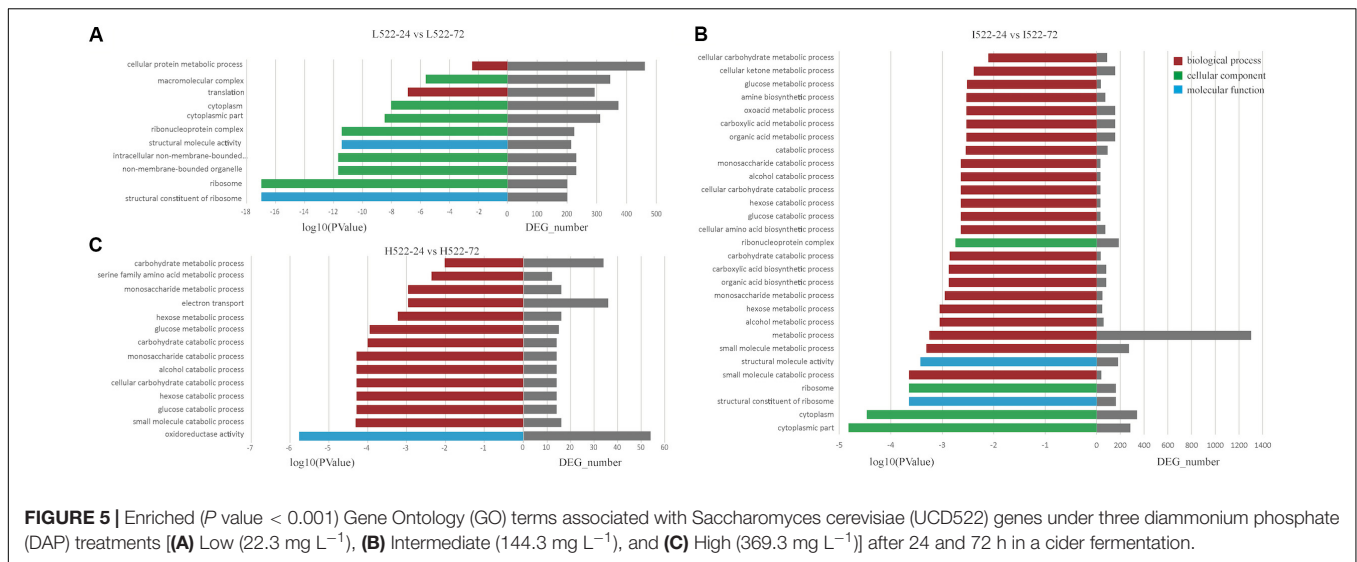 A
L522-24 vs L522-72
cellular protein metabolic process
macromolecular complex
translation
cytoplasm
cytoplasmic part
ribonucleoprotein complex
structural molecule activity
intracellular non-membrane-bounded..
non-membrane-bounded organelle
ribosome
structural constituent of ribosome
-18 -16 -14 -12 -10 -8 -6 -4 -2 0 100 200 300 400 500
log10(PValue) DEG_number
C
H522-24 vs H522-72
carbohydrate metabolic process
serine family amino acid metabolic process
monosaccharide metabolic process
electron transport
hexose metabolic process
glucose metabolic process
carbohydrate catabolic process
monosaccharide catabolic process
alcohol catabolic process
cellular carbohydrate catabolic process
hexose catabolic process
glucose catabolic process
small molecule catabolic process
oxidoreductase activity
-7 -6 -5 -4 -3 -2 -1 0 10 20 30 40 50 60
log10(PValue) DEG_number
B
I522-24 vs I522-72
biological process
cellular component
molecular function
cellular carbohydrate metabolic process
cellular ketone metabolic process
glucose metabolic process
amine biosynthetic process
oxoacid metabolic process
carboxylic acid metabolic process
organic acid metabolic process
catabolic process
monosaccharide catabolic process
alcohol catabolic process
cellular carbohydrate catabolic process
hexose catabolic process
glucose catabolic process
cellular amino acid biosynthetic process
ribonucleoprotein complex
carbohydrate catabolic process
carboxylic acid biosynthetic process
organic acid biosynthetic process
monosaccharide metabolic process
hexose metabolic process
alcohol metabolic process
metabolic process
small molecule metabolic process
structural molecule activity
small molecule catabolic process
ribosome
structural constituent of ribosome
cytoplasm
cytoplasmic part
-5 -4 -3 -2 -1 0 200 400 600 800 1000 1200 1400
log10(PValue) DEG_number
FIGURE 5 | Enriched (P value < 0.001) Gene Ontology (GO) terms associated with Saccharomyces cerevisiae (UCD522) genes under three diammonium phosphate
(DAP) treatments [(A) Low (22.3 mg L⁻¹), (B) Intermediate (144.3 mg L⁻¹), and (C) High (369.3 mg L⁻¹)] after 24 and 72 h in a cider fermentation.